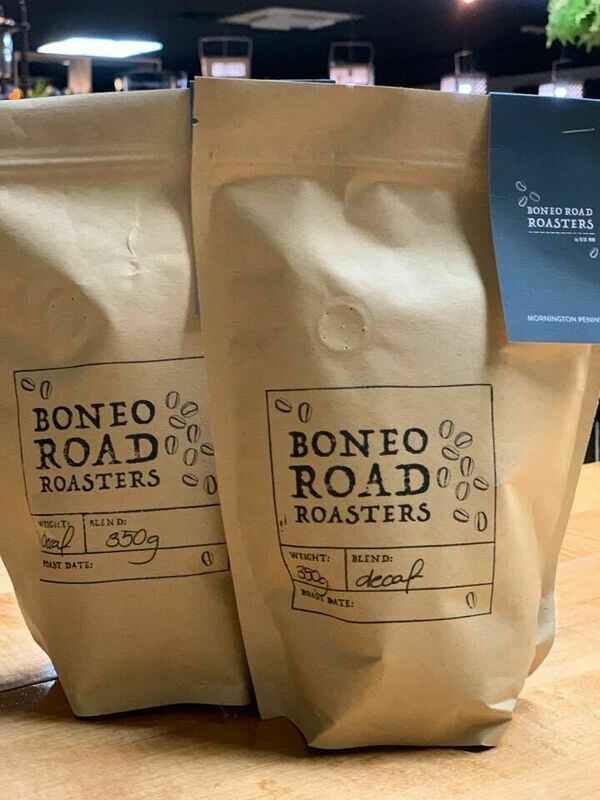 BONEO
ROAD
ROASTERS
WEIGHT: BLEND:
Decaf 350g
ROAST DATE:
BONEO
ROAD
ROASTERS
WEIGHT: BLEND:
350g decaf
ROAST DATE:
BONEO ROAD
ROASTERS
MORNINGTON PENIN